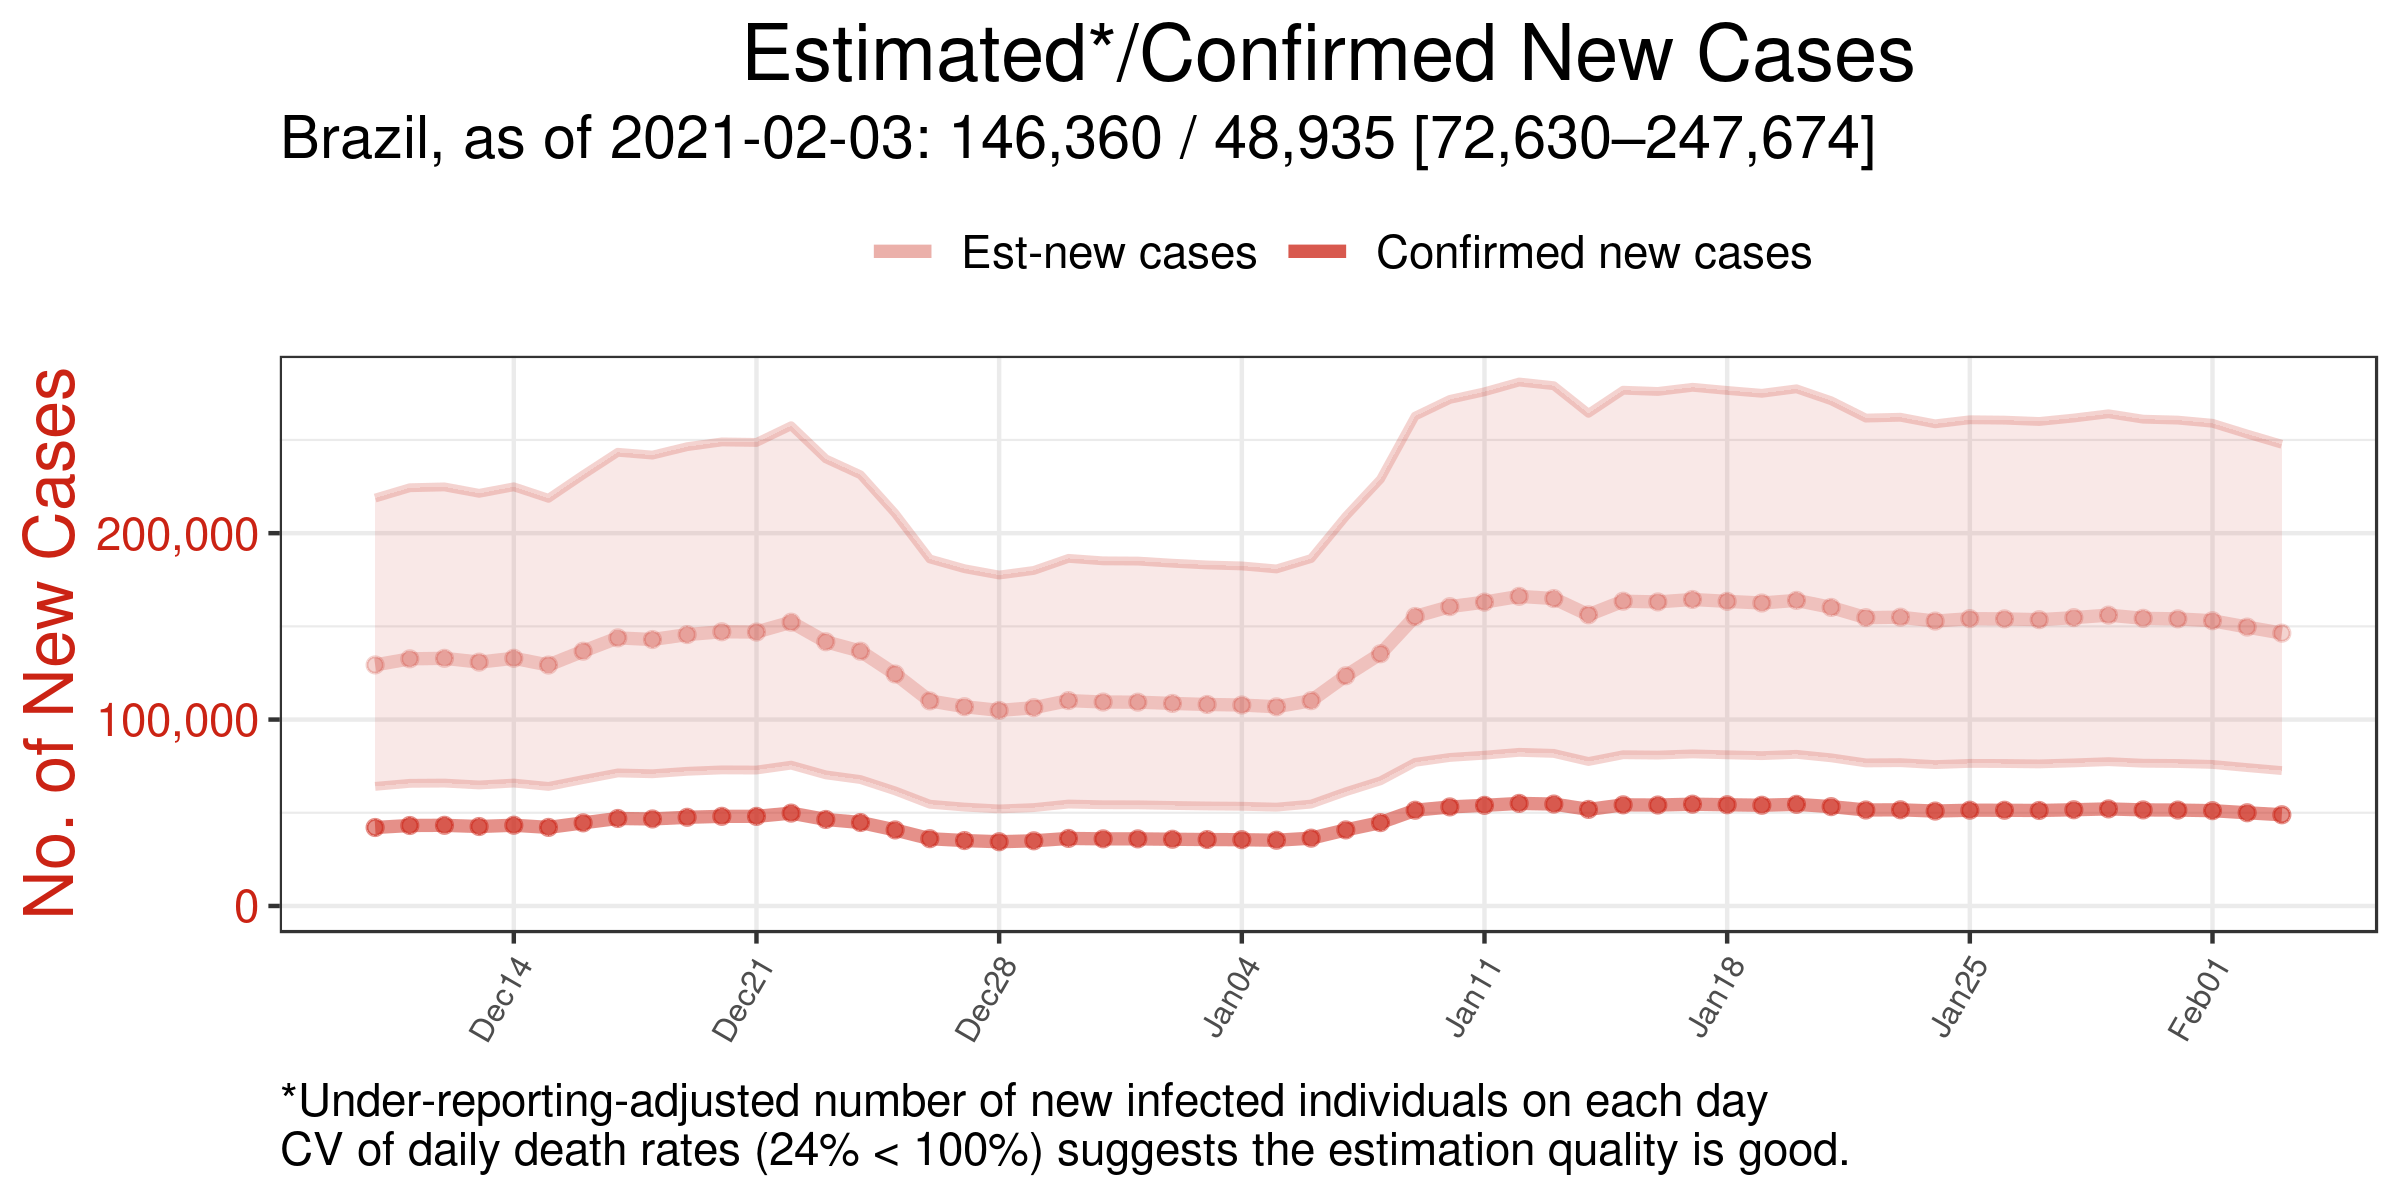 Estimated*/Confirmed New Cases
Brazil, as of 2021-02-03: 146,360 / 48,935 [72,630–247,674]
Est-new cases
Confirmed new cases
No. of New Cases
200,000
100,000
0
Dec14
Dec21
Dec28
Jan04
Jan11
Jan18
Jan25
Feb01
*Under-reporting-adjusted number of new infected individuals on each day
CV of daily death rates (24% < 100%) suggests the estimation quality is good.